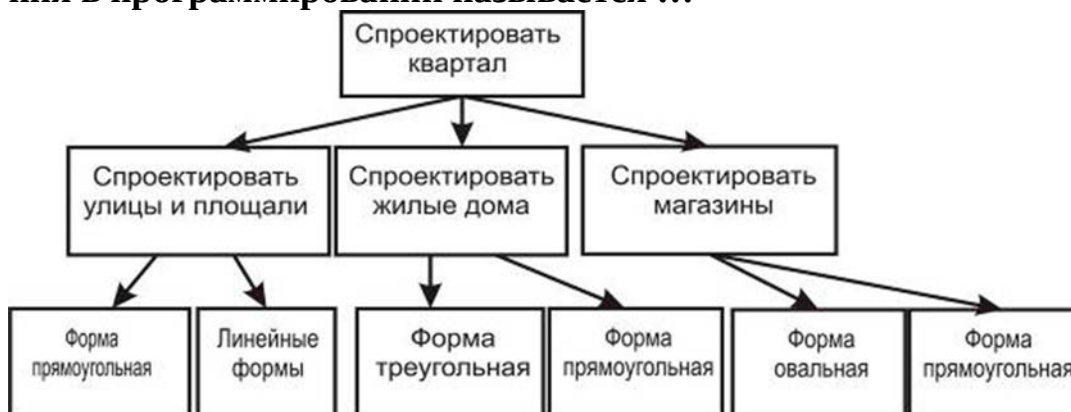 ния в программировании называется …
Спроектировать
квартал
Спроектировать
улицы и площали
Спроектировать
жилые дома
Спроектировать
магазины
Форма
прямоугольная
Линейные
формы
Форма
треугольная
Форма
прямоугольная
Форма
овальная
Форма
прямоугольная